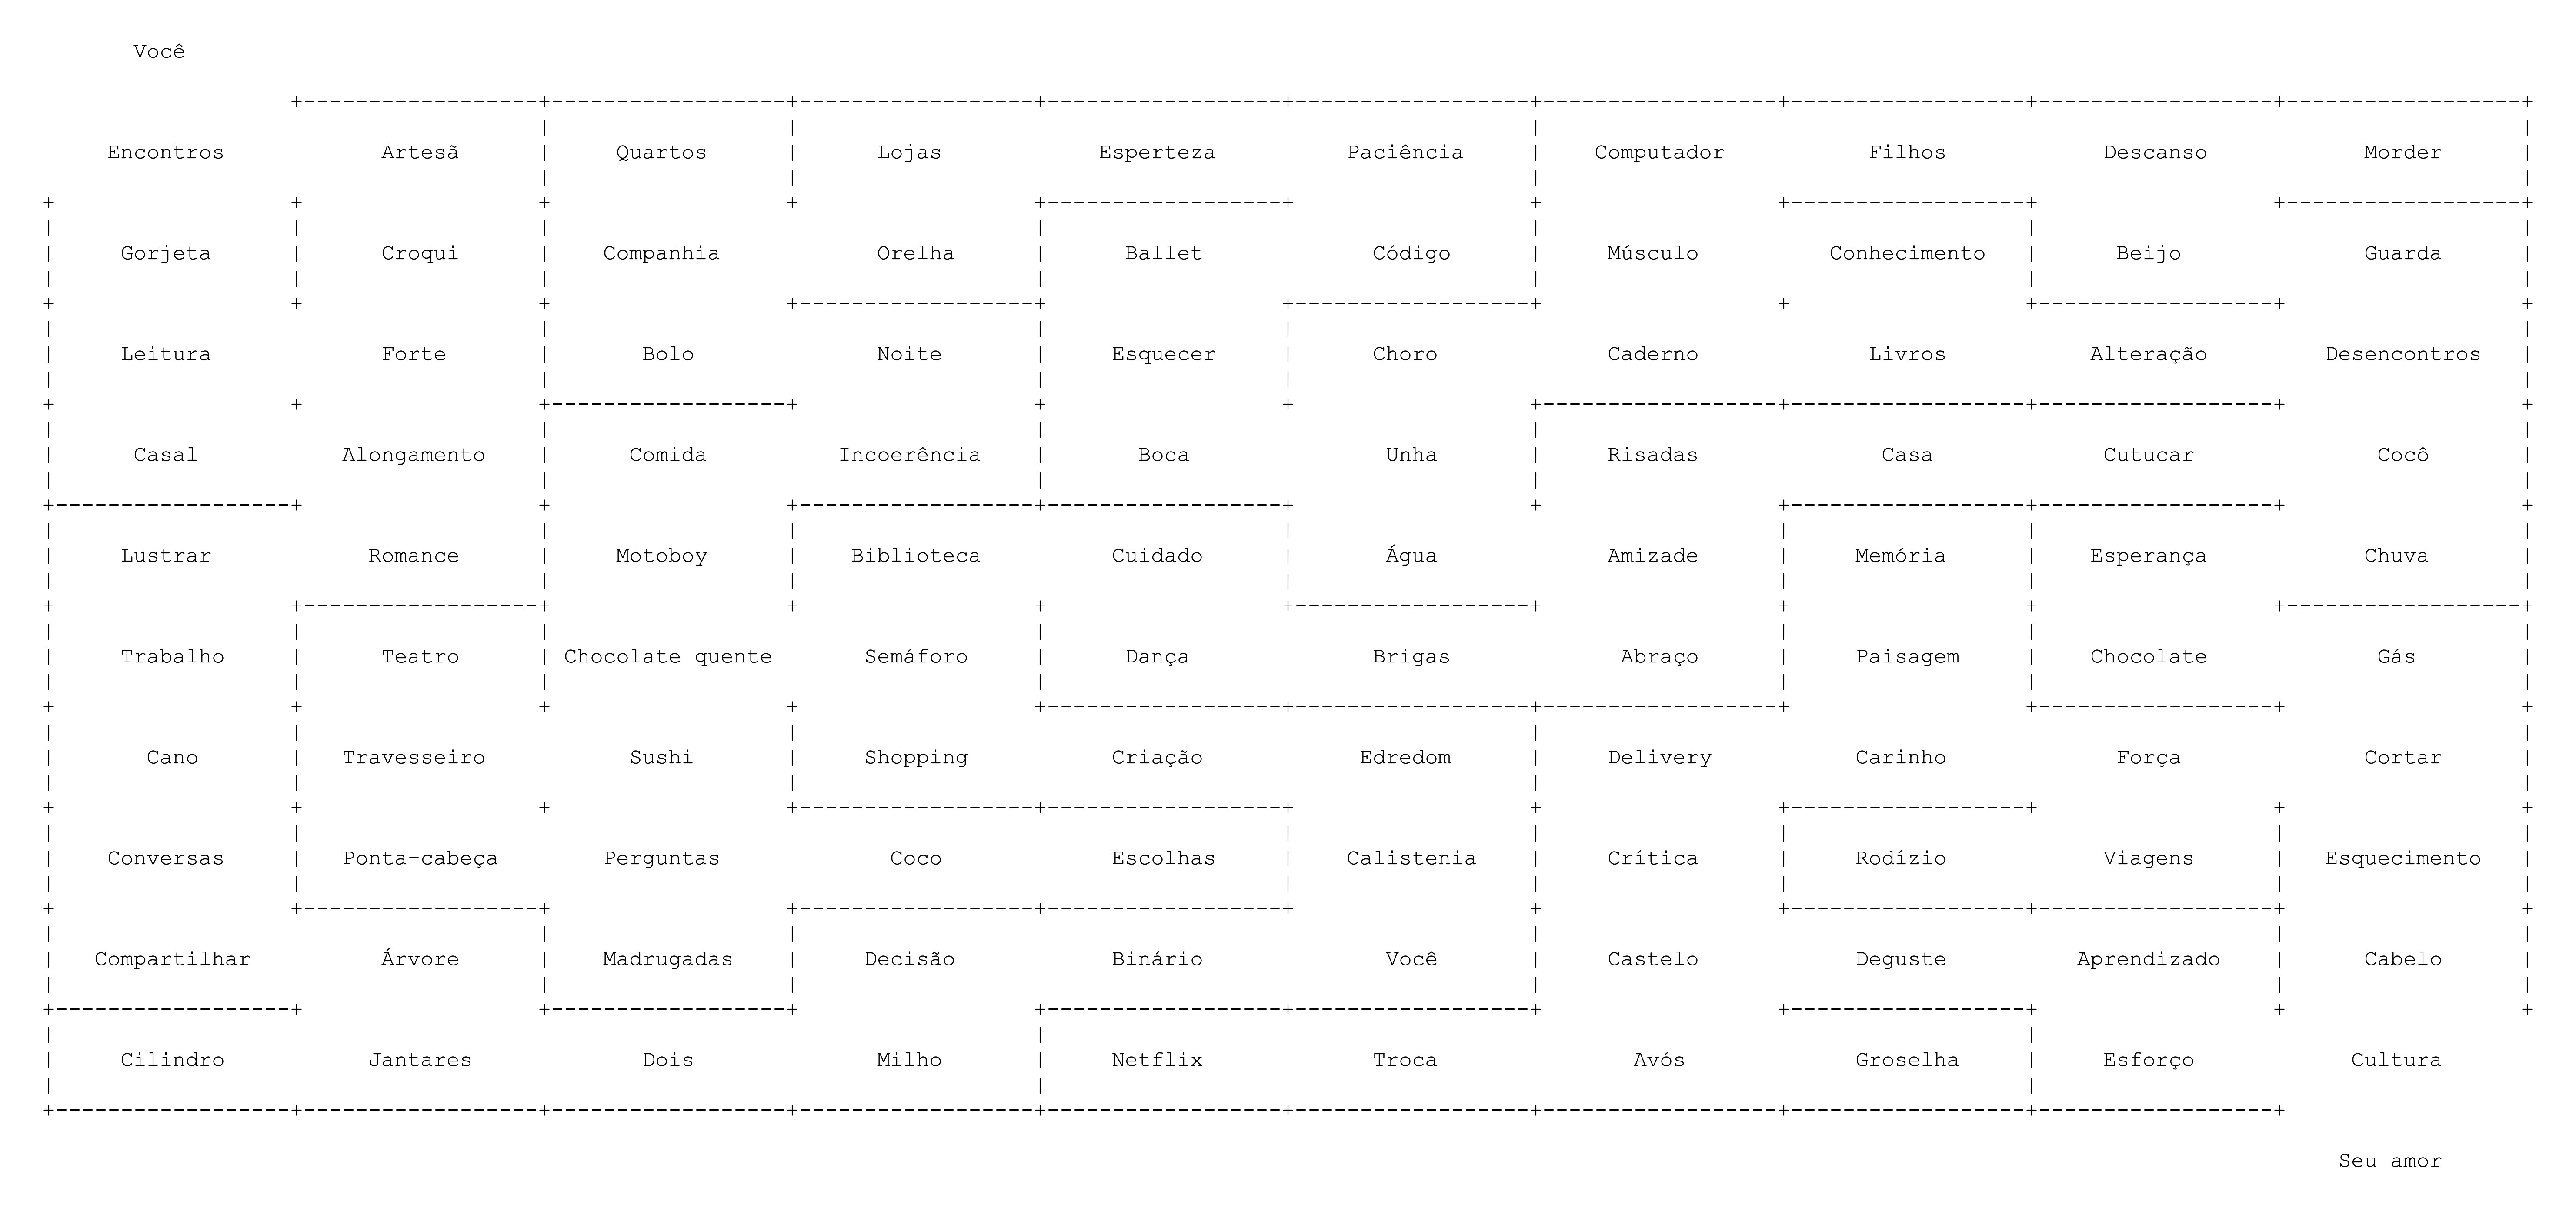 Você
Encontros Artesã Quartos Lojas Esperteza Paciência Computador Filhos Descanso Morder
Gorjeta Croqui Companhia Orelha Ballet Código Músculo Conhecimento Beijo Guarda
Leitura Forte Bolo Noite Esquecer Choro Caderno Livros Alteração Desencontros
Casal Alongamento Comida Incoerência Boca Unha Risadas Casa Cutucar Cocô
Lustrar Romance Motoboy Biblioteca Cuidado Água Amizade Memória Esperança Chuva
Trabalho Teatro Chocolate quente Semáforo Dança Brigas Abraço Paisagem Chocolate Gás
Cano Travesseiro Sushi Shopping Criação Edredom Delivery Carinho Força Cortar
Conversas Ponta-cabeça Perguntas Coco Escolhas Calistenia Crítica Rodízio Viagens Esquecimento
Compartilhar Árvore Madrugadas Decisão Binário Você Castelo Deguste Aprendizado Cabelo
Cilindro Jantares Dois Milho Netflix Troca Avós Groselha Esforço Cultura
Seu amor